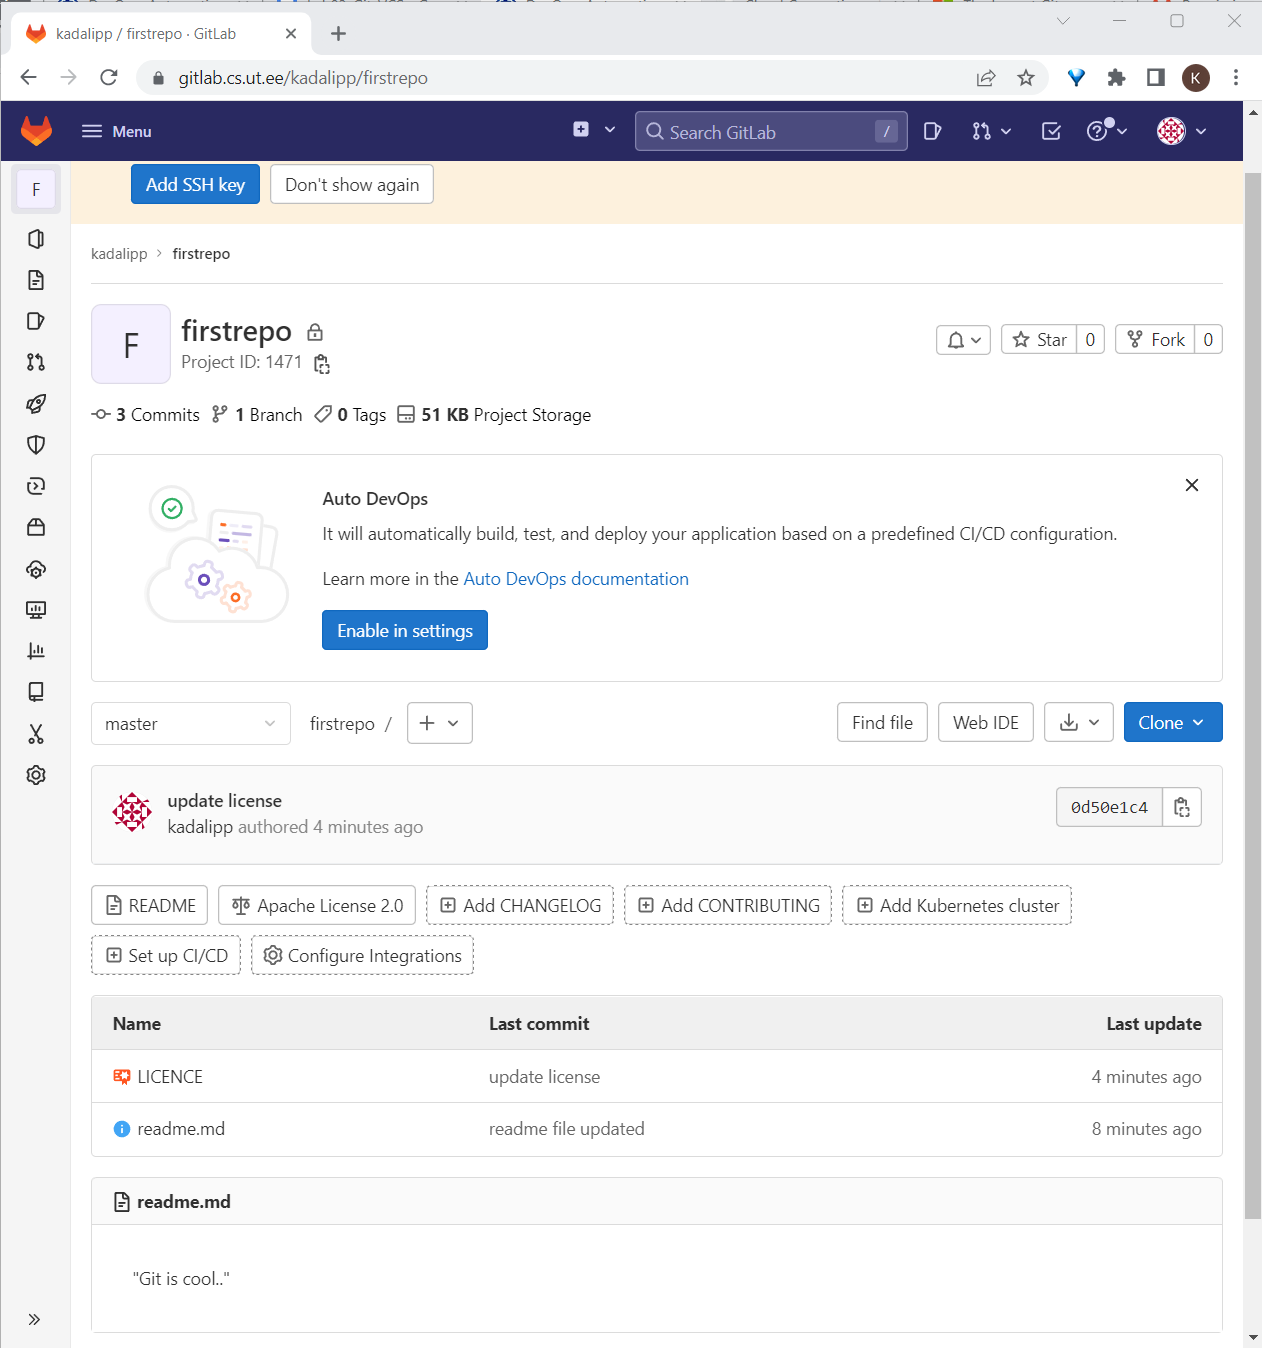 kadalipp / firstrepo · GitLab
gitlab.cs.ut.ee/kadalipp/firstrepo
K
Menu
Search GitLab /
F
Add SSH key Don't show again
kadalipp > firstrepo
F
firstrepo
Project ID: 1471
Star 0 Fork 0
3 Commits 1 Branch 0 Tags 51 KB Project Storage
Auto DevOps
It will automatically build, test, and deploy your application based on a predefined CI/CD configuration.
Learn more in the Auto DevOps documentation
Enable in settings
master firstrepo / Find file Web IDE Clone
update license
kadalipp authored 4 minutes ago
0d50e1c4
README Apache License 2.0 Add CHANGELOG Add CONTRIBUTING Add Kubernetes cluster
Set up CI/CD Configure Integrations
Name Last commit Last update
LICENCE update license 4 minutes ago
readme.md readme file updated 8 minutes ago
readme.md
"Git is cool.."